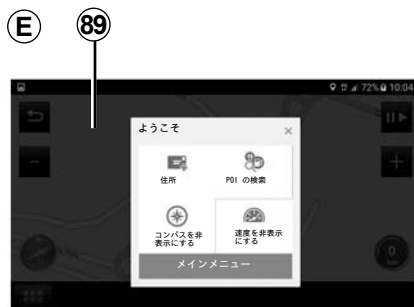 E 89
72% 10:04
ようこそ ×
住所 POI の検索
コンパスを非 速度を非表示
表示にする にする
メインメニュー
0